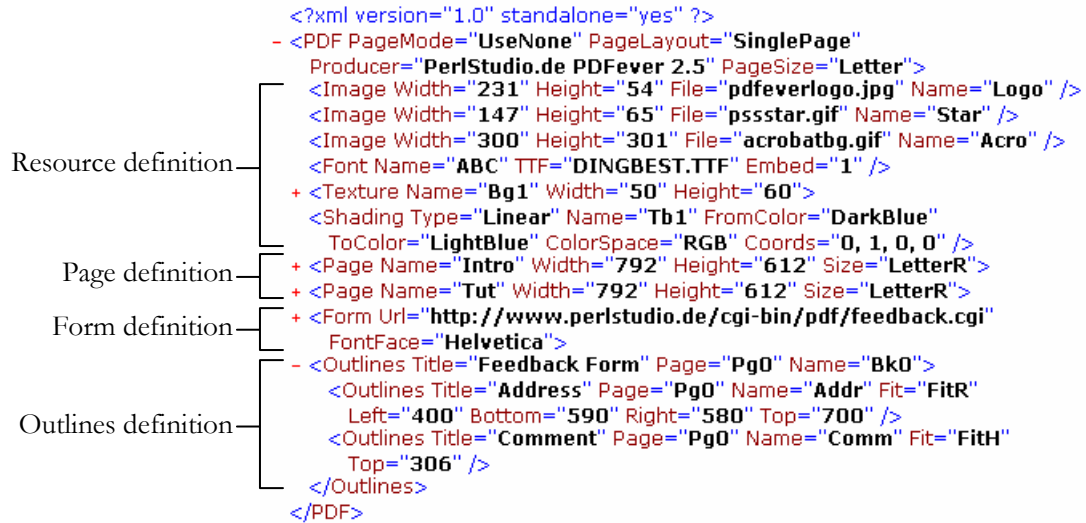 <?xml version="1.0" standalone="yes" ?>
- <PDF PageMode="UseNone" PageLayout="SinglePage"
Producer="PerlStudio.de PDFever 2.5" PageSize="Letter">
<Image Width="231" Height="54" File="pdfeverlogo.jpg" Name="Logo" />
<Image Width="147" Height="65" File="pssstar.gif" Name="Star" />
<Image Width="300" Height="301" File="acrobatbg.gif" Name="Acro" />
Resource definition
<Font Name="ABC" TTF="DINGBEST.TTF" Embed="1" />
+ <Texture Name="Bg1" Width="50" Height="60">
<Shading Type="Linear" Name="Tb1" FromColor="DarkBlue"
ToColor="LightBlue" ColorSpace="RGB" Coords="0, 1, 0, 0" />
Page definition
+ <Page Name="Intro" Width="792" Height="612" Size="LetterR">
+ <Page Name="Tut" Width="792" Height="612" Size="LetterR">
Form definition
+ <Form Url="http://www.perlstudio.de/cgi-bin/pdf/feedback.cgi"
FontFace="Helvetica">
- <Outlines Title="Feedback Form" Page="Pg0" Name="Bk0">
<Outlines Title="Address" Page="Pg0" Name="Addr" Fit="FitR"
Left="400" Bottom="590" Right="580" Top="700" />
Outlines definition
<Outlines Title="Comment" Page="Pg0" Name="Comm" Fit="FitH"
Top="306" />
</Outlines>
</PDF>